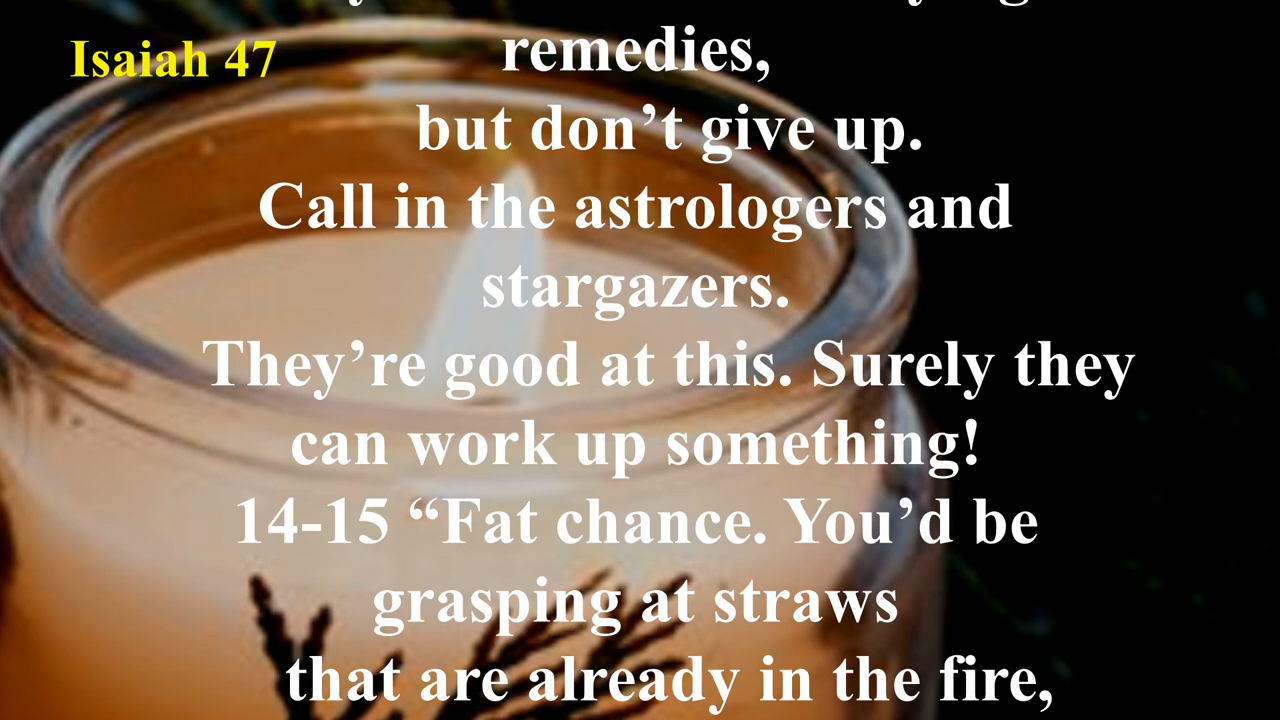 Isaiah 47
remedies,
but don’t give up.
Call in the astrologers and
stargazers.
They’re good at this. Surely they
can work up something!
14-15 “Fat chance. You’d be
grasping at straws
that are already in the fire,